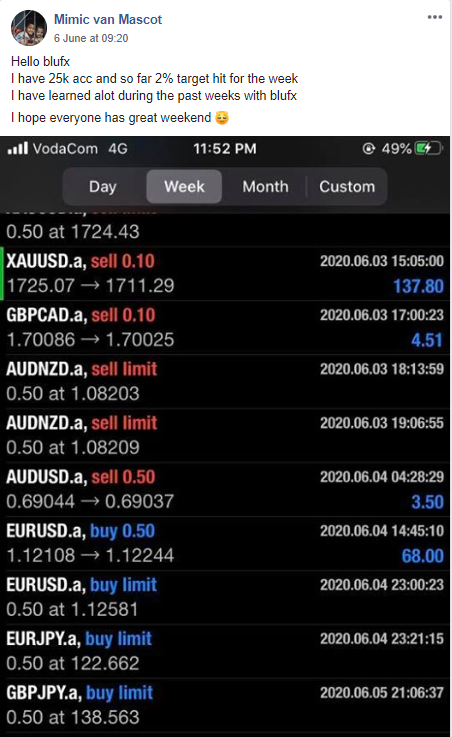 Mimic van Mascot
6 June at 09:20
Hello blufx
I have 25k acc and so far 2% target hit for the week
I have learned alot during the past weeks with blufx
I hope everyone has great weekend 😌
VodaCom 4G 11:52 PM 49%
Day Week Month Custom
0.50 at 1724.43
XAUUSD.a, sell 0.10 2020.06.03 15:05:00
1725.07 → 1711.29 137.80
GBPCAD.a, sell 0.10 2020.06.03 17:00:23
1.70086 → 1.70025 4.51
AUDNZD.a, sell limit 2020.06.03 18:13:59
0.50 at 1.08203
AUDNZD.a, sell limit 2020.06.03 19:06:55
0.50 at 1.08209
AUDUSD.a, sell 0.50 2020.06.04 04:28:29
0.69044 → 0.69037 3.50
EURUSD.a, buy 0.50 2020.06.04 14:45:10
1.12108 → 1.12244 68.00
EURUSD.a, buy limit 2020.06.04 23:00:23
0.50 at 1.12581
EURJPY.a, buy limit 2020.06.04 23:21:15
0.50 at 122.662
GBPJPY.a, buy limit 2020.06.05 21:06:37
0.50 at 138.563